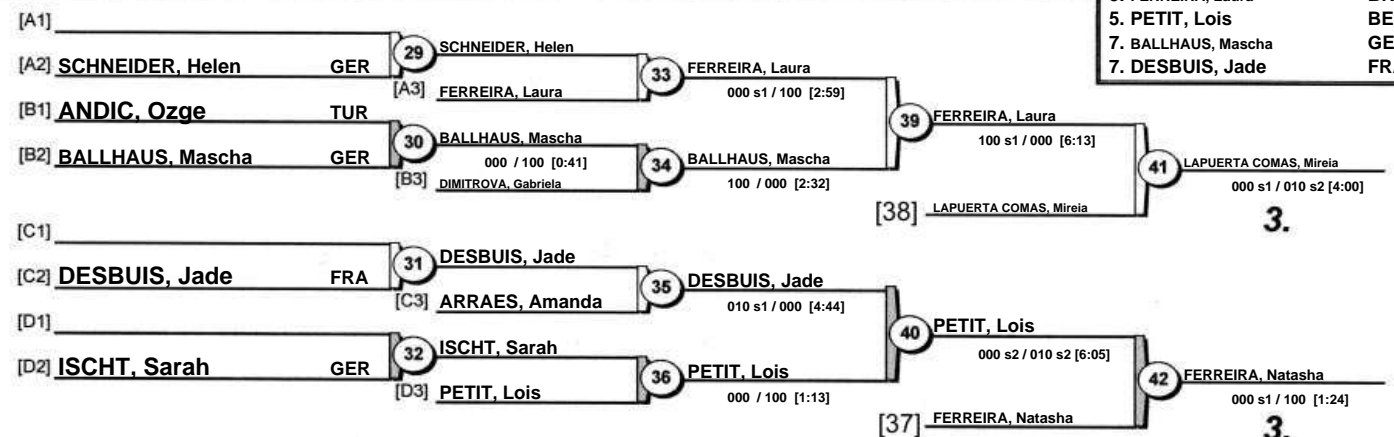 5. PETIT, Lois BE
7. BALLHAUS, Mascha GE
7. DESBUIS, Jade FRA
[A1]
[A2] SCHNEIDER, Helen GER
29
SCHNEIDER, Helen
[A3] FERREIRA, Laura
33
FERREIRA, Laura
000 s1 / 100 [2:59]
[B1] ANDIC, Ozge TUR
[B2] BALLHAUS, Mascha GER
30
BALLHAUS, Mascha
000 / 100 [0:41]
[B3] DIMITROVA, Gabriela
34
BALLHAUS, Mascha
100 / 000 [2:32]
39
FERREIRA, Laura
100 s1 / 000 [6:13]
[38] LAPUERTA COMAS, Mireia
41
LAPUERTA COMAS, Mireia
000 s1 / 010 s2 [4:00]
3.
[C1]
[C2] DESBUIS, Jade FRA
31
DESBUIS, Jade
[C3] ARRAES, Amanda
35
DESBUIS, Jade
010 s1 / 000 [4:44]
[D1]
[D2] ISCHT, Sarah GER
32
ISCHT, Sarah
[D3] PETIT, Lois
36
PETIT, Lois
000 / 100 [1:13]
40
PETIT, Lois
000 s2 / 010 s2 [6:05]
[37] FERREIRA, Natasha
42
FERREIRA, Natasha
000 s1 / 100 [1:24]
3.